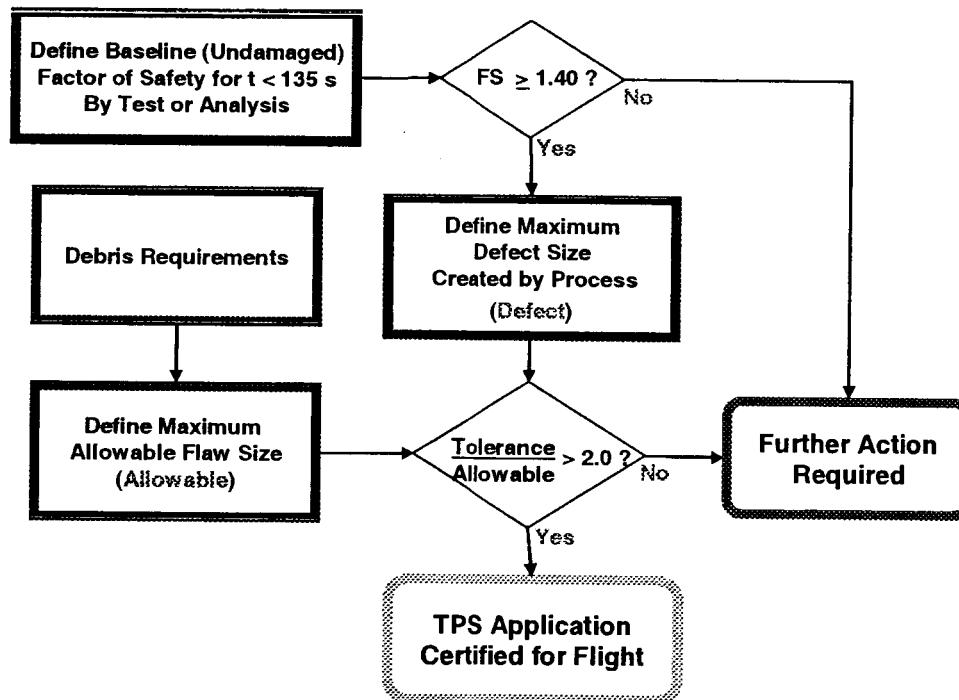 Define Baseline (Undamaged)
Factor of Safety for t < 135 s
By Test or Analysis
FS ≥ 1.40 ?
No
Yes
Debris Requirements
Define Maximum
Defect Size
Created by Process
(Defect)
Define Maximum
Allowable Flaw Size
(Allowable)
Tolerance
Allowable > 2.0 ?
No
Yes
Further Action
Required
TPS Application
Certified for Flight